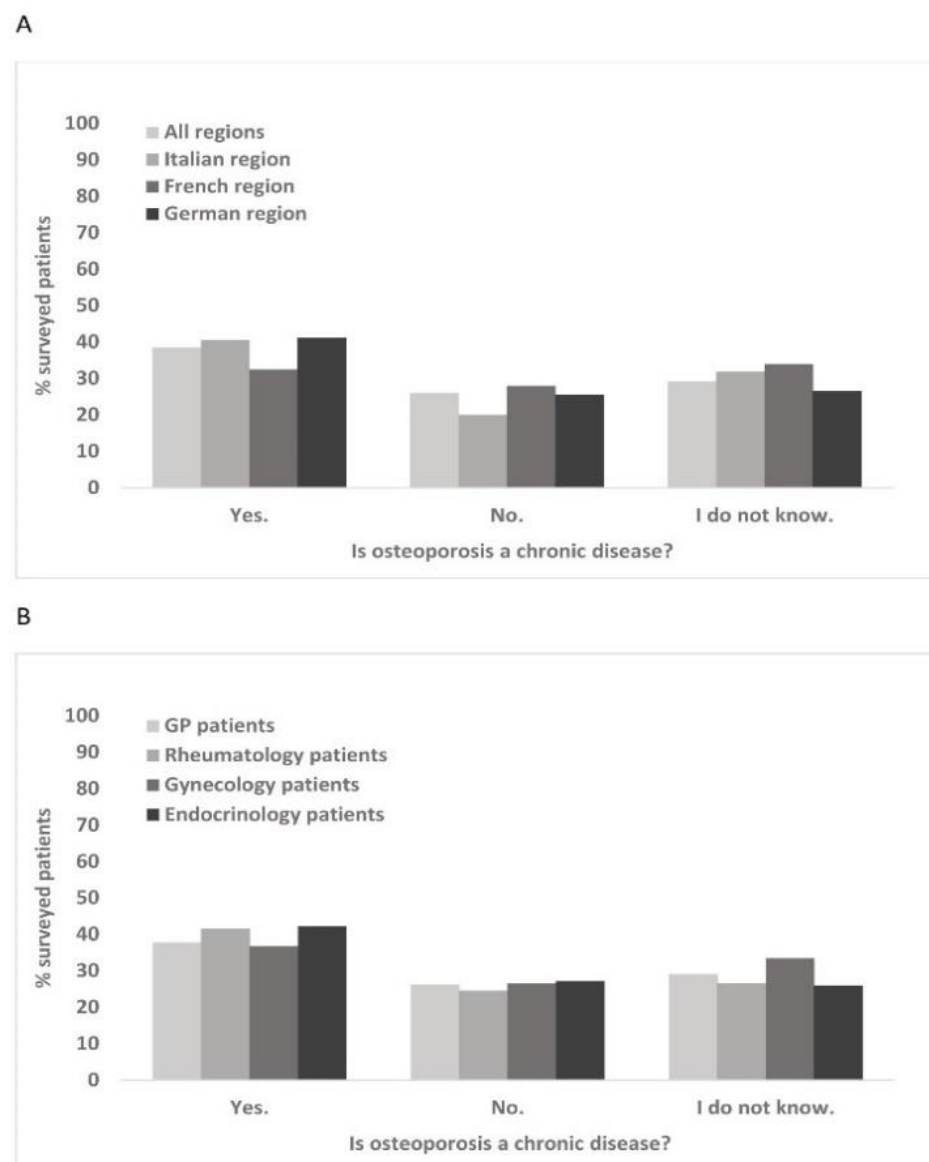 A
100
90
80
70
60
50
40
30
20
10
0
% surveyed patients
All regions
Italian region
French region
German region
Yes.
No.
I do not know.
Is osteoporosis a chronic disease?
B
100
90
80
70
60
50
40
30
20
10
0
% surveyed patients
GP patients
Rheumatology patients
Gynecology patients
Endocrinology patients
Yes.
No.
I do not know.
Is osteoporosis a chronic disease?